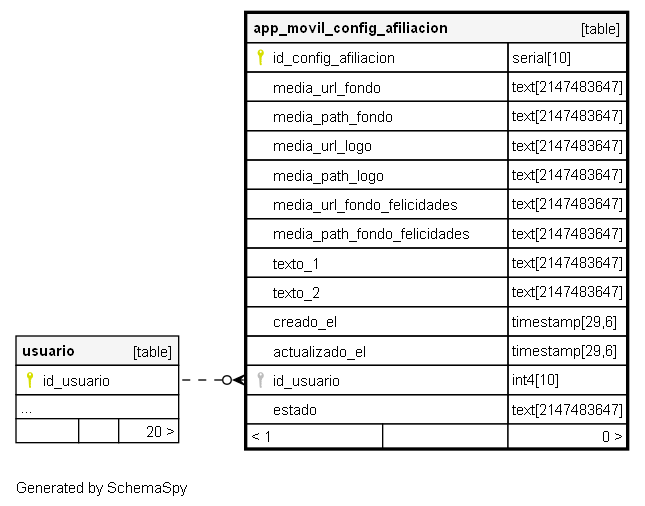 app_movil_config_afiliacion [table]
id_config_afiliacion serial[10]
media_url_fondo text[2147483647]
media_path_fondo text[2147483647]
media_url_logo text[2147483647]
media_path_logo text[2147483647]
media_url_fondo_felicidades text[2147483647]
media_path_fondo_felicidades text[2147483647]
texto_1 text[2147483647]
texto_2 text[2147483647]
creado_el timestamp[29,6]
actualizado_el timestamp[29,6]
id_usuario int4[10]
estado text[2147483647]
< 1 0 >
usuario [table]
id_usuario
...
20 >
Generated by SchemaSpy